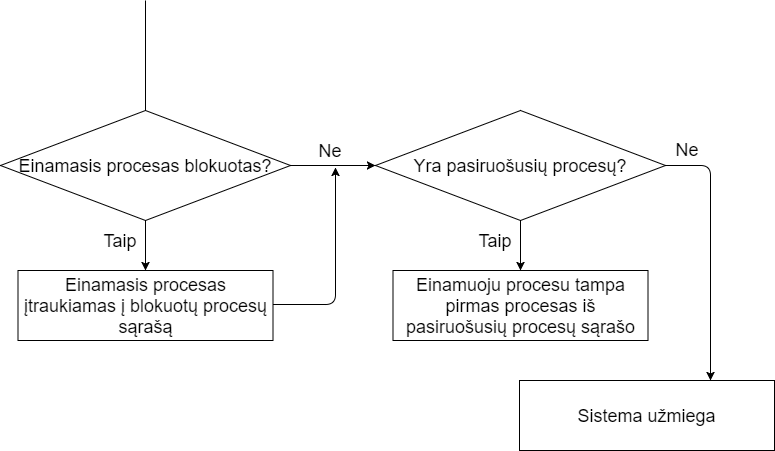 Einamasis procesas blokuotas?
Ne
Yra pasiruošusių procesų?
Ne
Taip
Einamasis procesas
įtraukiamas į blokuotų procesų
sąrašą
Taip
Einamuoju procesu tampa
pirmas procesas iš
pasiruošusių procesų sąrašo
Sistema užmiega